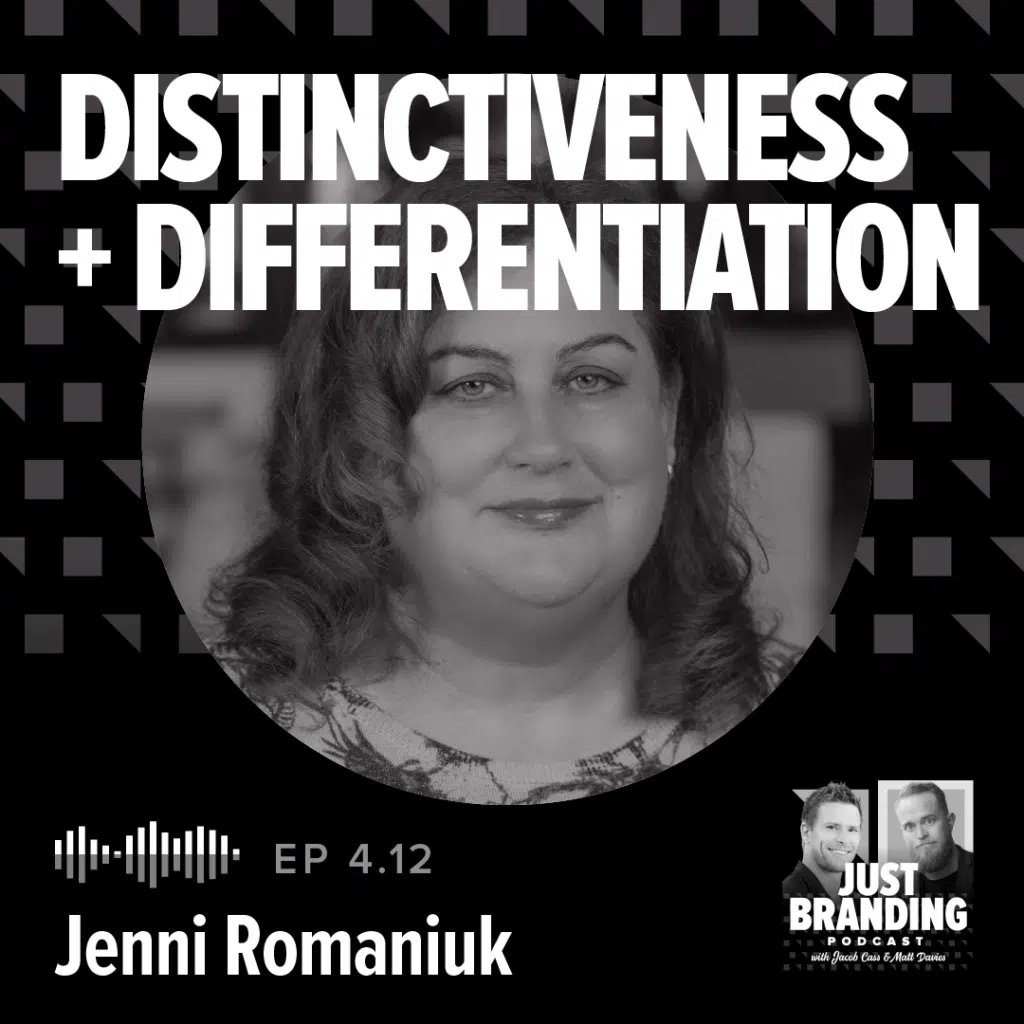 DISTINCTIVENESS
+ DIFFERENTIATION
EP 4.12
Jenni Romaniuk
JUST
BRANDING
PODCAST
with Jacob Cass & Matt Davies